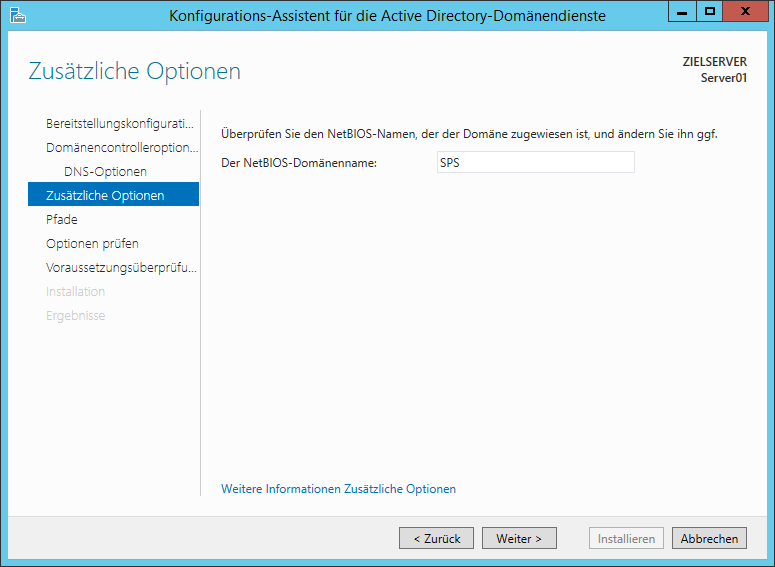 Konfigurations-Assistent für die Active Directory-Domänendienste
Zusätzliche Optionen
ZIELSERVER
Server01
Bereitstellungskonfigurati...
Domänencontrolleroption...
DNS-Optionen
Zusätzliche Optionen
Pfade
Optionen prüfen
Voraussetzungsüberprüfu...
Installation
Ergebnisse
Überprüfen Sie den NetBIOS-Namen, der der Domäne zugewiesen ist, und ändern Sie ihn ggf.
Der NetBIOS-Domänenname: SPS
Weitere Informationen Zusätzliche Optionen
< Zurück Weiter > Installieren Abbrechen